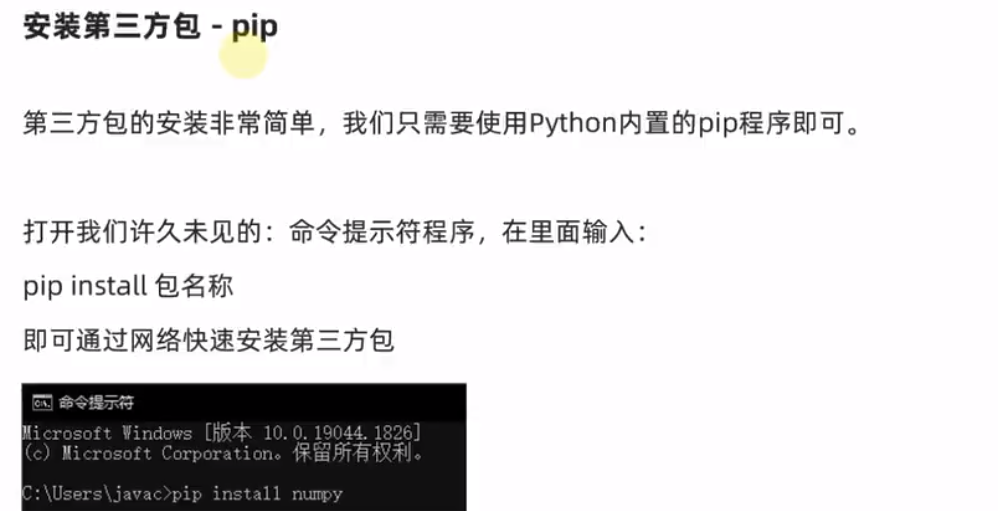 安装第三方包 - pip
第三方包的安装非常简单，我们只需要使用Python内置的pip程序即可。
打开我们许久未见的：命令提示符程序，在里面输入：
pip install 包名称
即可通过网络快速安装第三方包
命令提示符
Microsoft Windows [版本 10.0.19044.1826]
(c) Microsoft Corporation。保留所有权利。
C:\Users\javac>pip install numpy